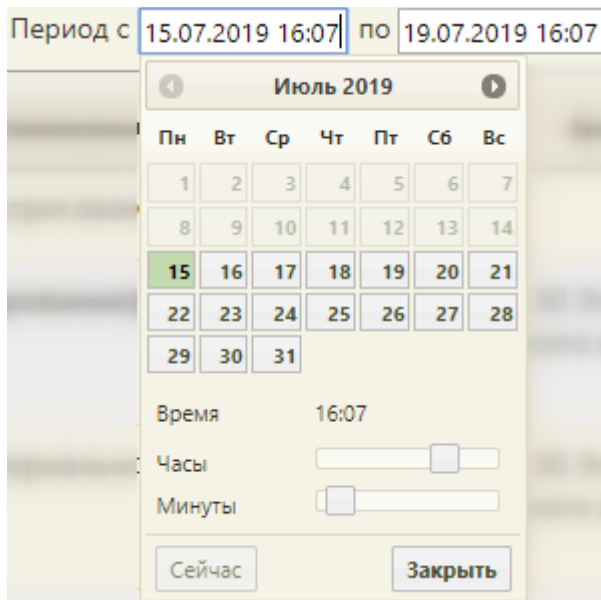 Период с 15.07.2019 16:07 по 19.07.2019 16:07
Июль 2019
Пн Вт Ср Чт Пт Сб Вс
1 2 3 4 5 6 7
8 9 10 11 12 13 14
15 16 17 18 19 20 21
22 23 24 25 26 27 28
29 30 31
Время 16:07
Часы
Минуты
Сейчас Закрыть